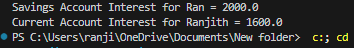 Savings Account Interest for Ran = 2000.0
Current Account Interest for Ranjith = 1600.0
PS C:\Users\ranji\OneDrive\Documents\New folder>  c:; cd